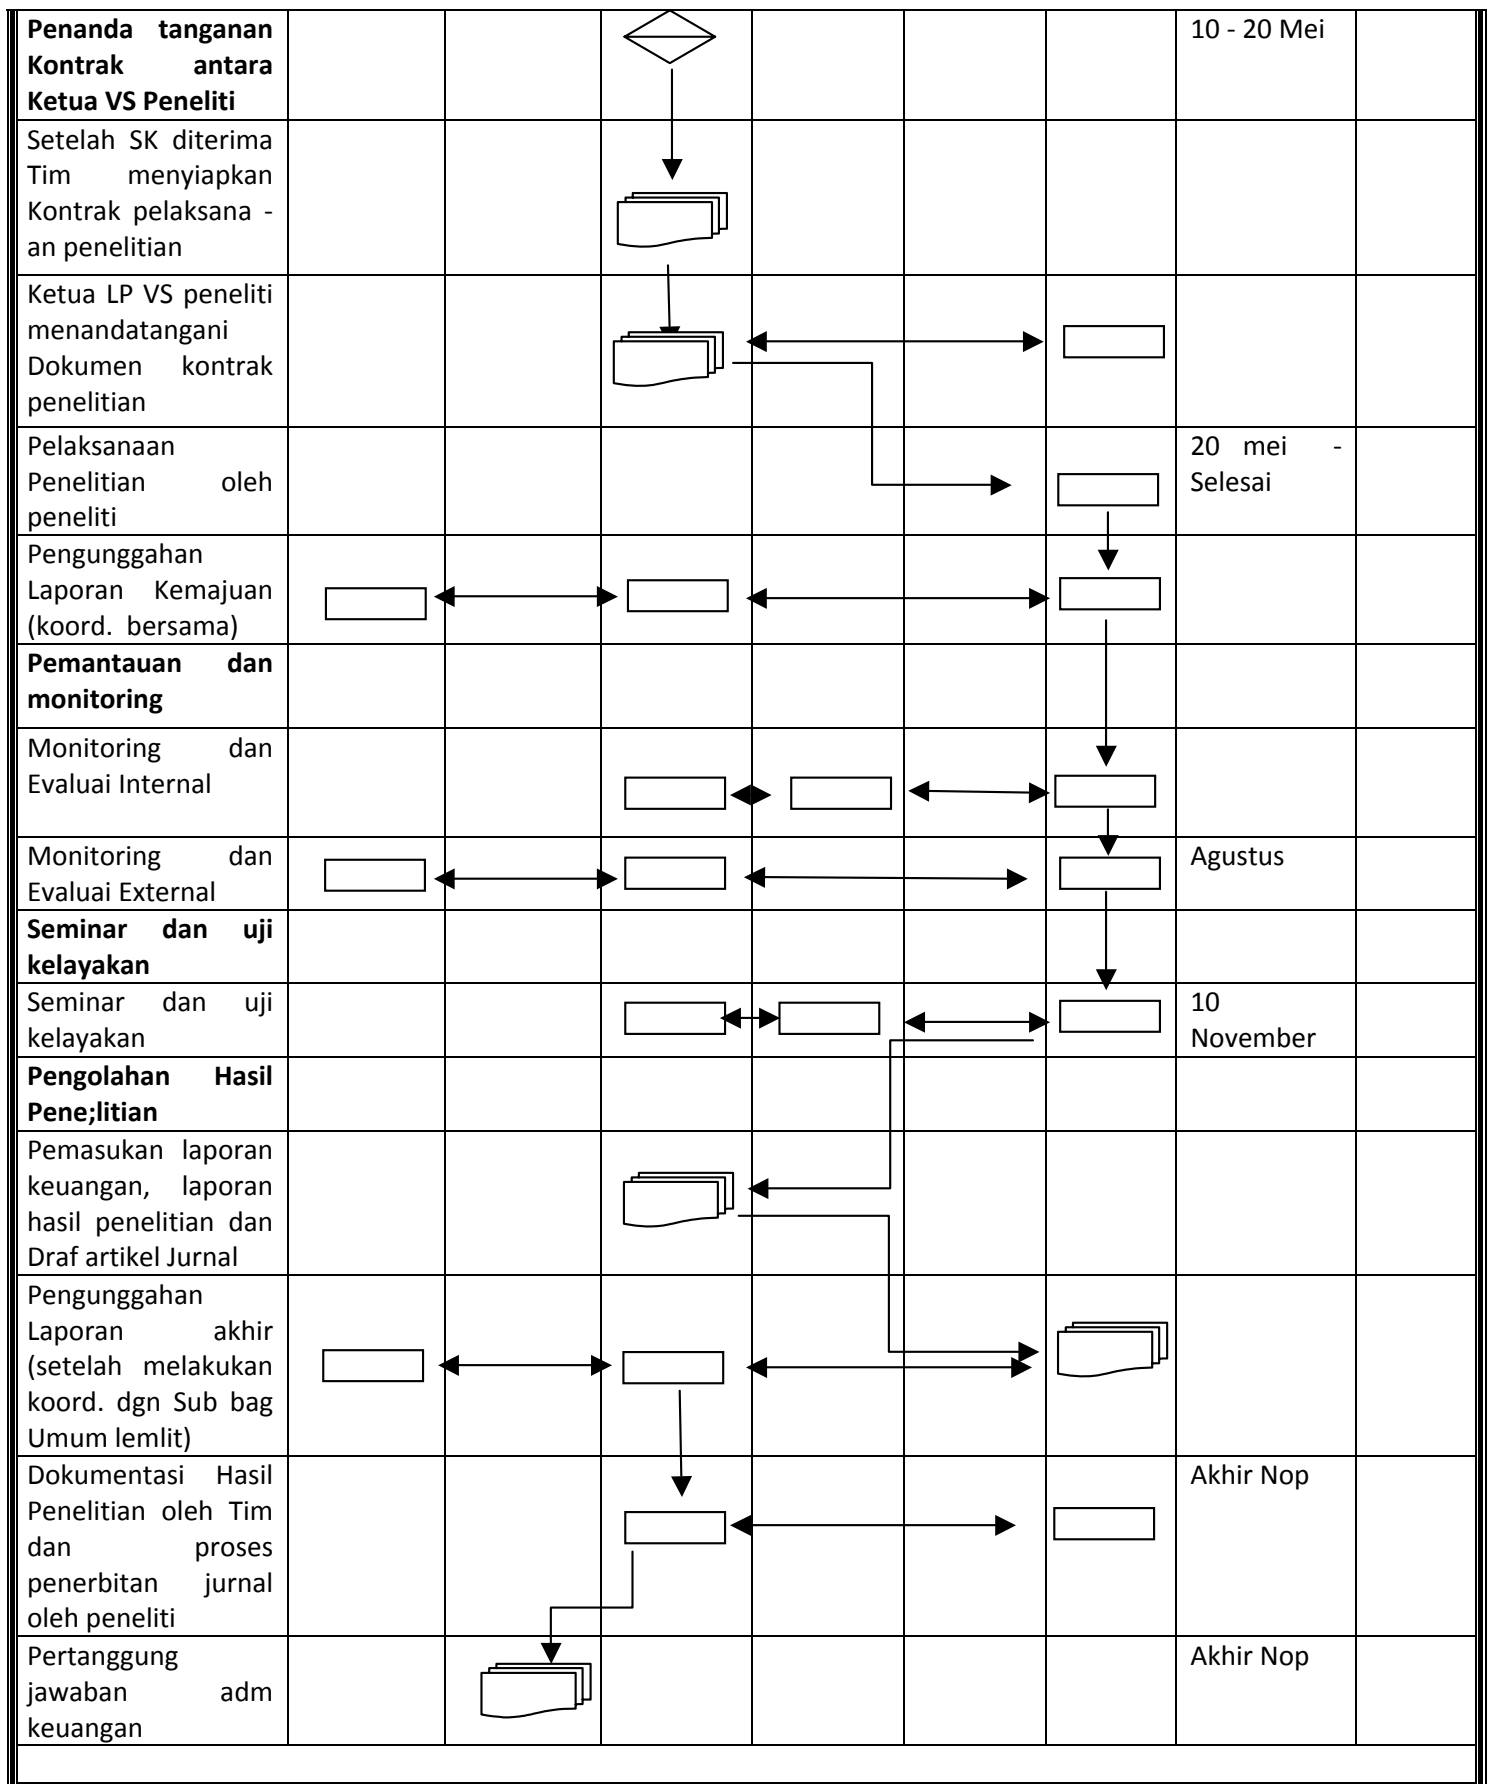 Penanda tanganan
10 - 20 Mei
Kontrak antara
Ketua VS Peneliti
Setelah SK diterima
Tim menyiapkan
Kontrak pelaksana -
an penelitian
Ketua LP VS peneliti
menandatangani
Dokumen kontrak
penelitian
Pelaksanaan
Penelitian oleh
peneliti
20 mei -
Selesai
Pengunggahan
Laporan Kemajuan
(koord. bersama)
Pemantauan dan
monitoring
Monitoring dan
Evaluai Internal
Monitoring dan
Evaluai External
Agustus
Seminar dan uji
kelayakan
Seminar dan uji
kelayakan
10
November
Pengolahan Hasil
Pene;litian
Pemasukan laporan
keuangan, laporan
hasil penelitian dan
Draf artikel Jurnal
Pengunggahan
Laporan akhir
(setelah melakukan
koord. dgn Sub bag
Umum lemlit)
Dokumentasi Hasil
Penelitian oleh Tim
dan proses
penerbitan jurnal
oleh peneliti
Akhir Nop
Pertanggung
jawaban adm
keuangan
Akhir Nop